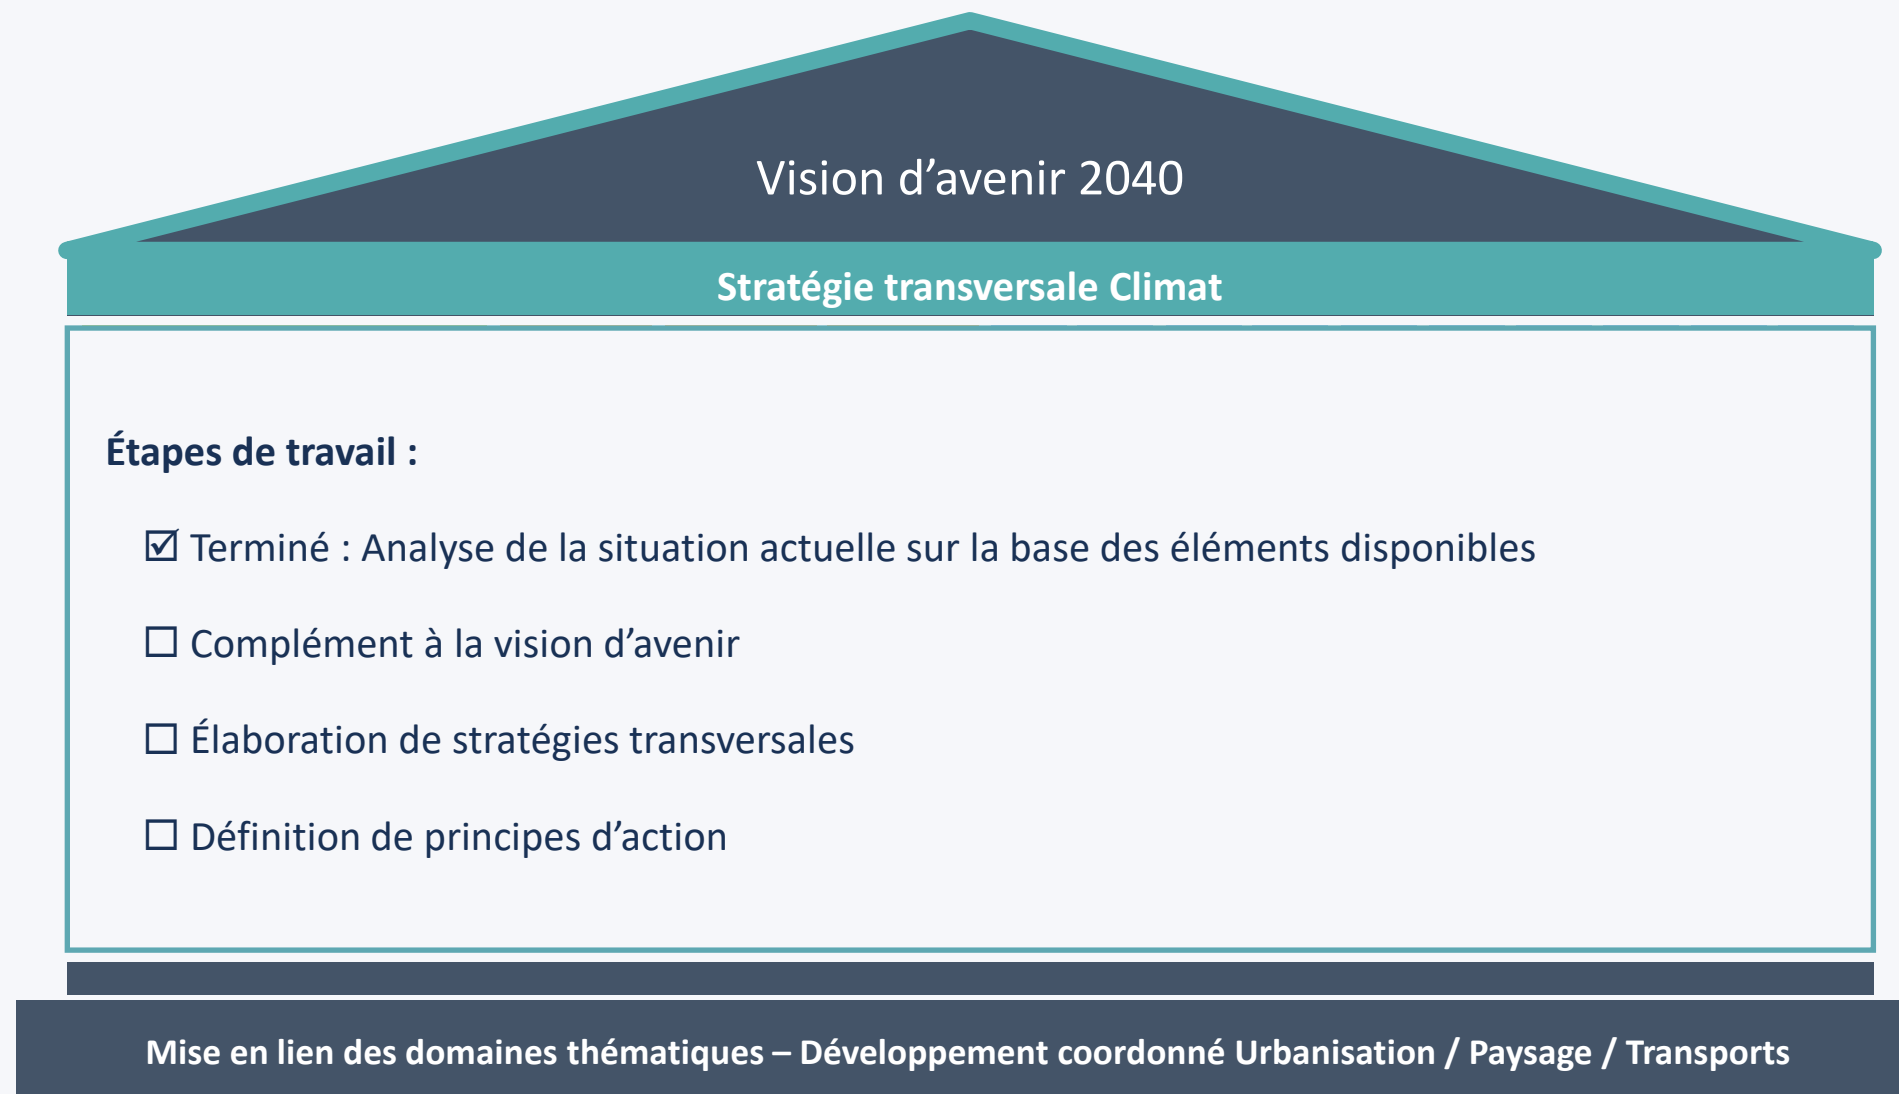 Vision d’avenir 2040
Stratégie transversale Climat
Étapes de travail :
☑ Terminé : Analyse de la situation actuelle sur la base des éléments disponibles
☐ Complément à la vision d’avenir
☐ Élaboration de stratégies transversales
☐ Définition de principes d’action
Mise en lien des domaines thématiques – Développement coordonné Urbanisation / Paysage / Transports